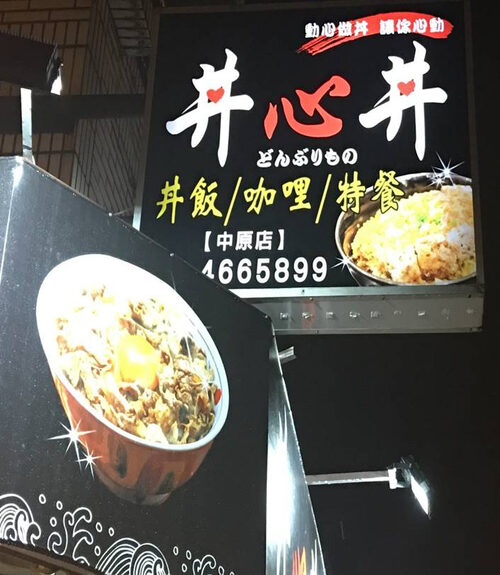 動心做丼 讓你心動
丼心丼
どんぶりもの
丼飯/咖哩/特餐
【中原店】
4665899